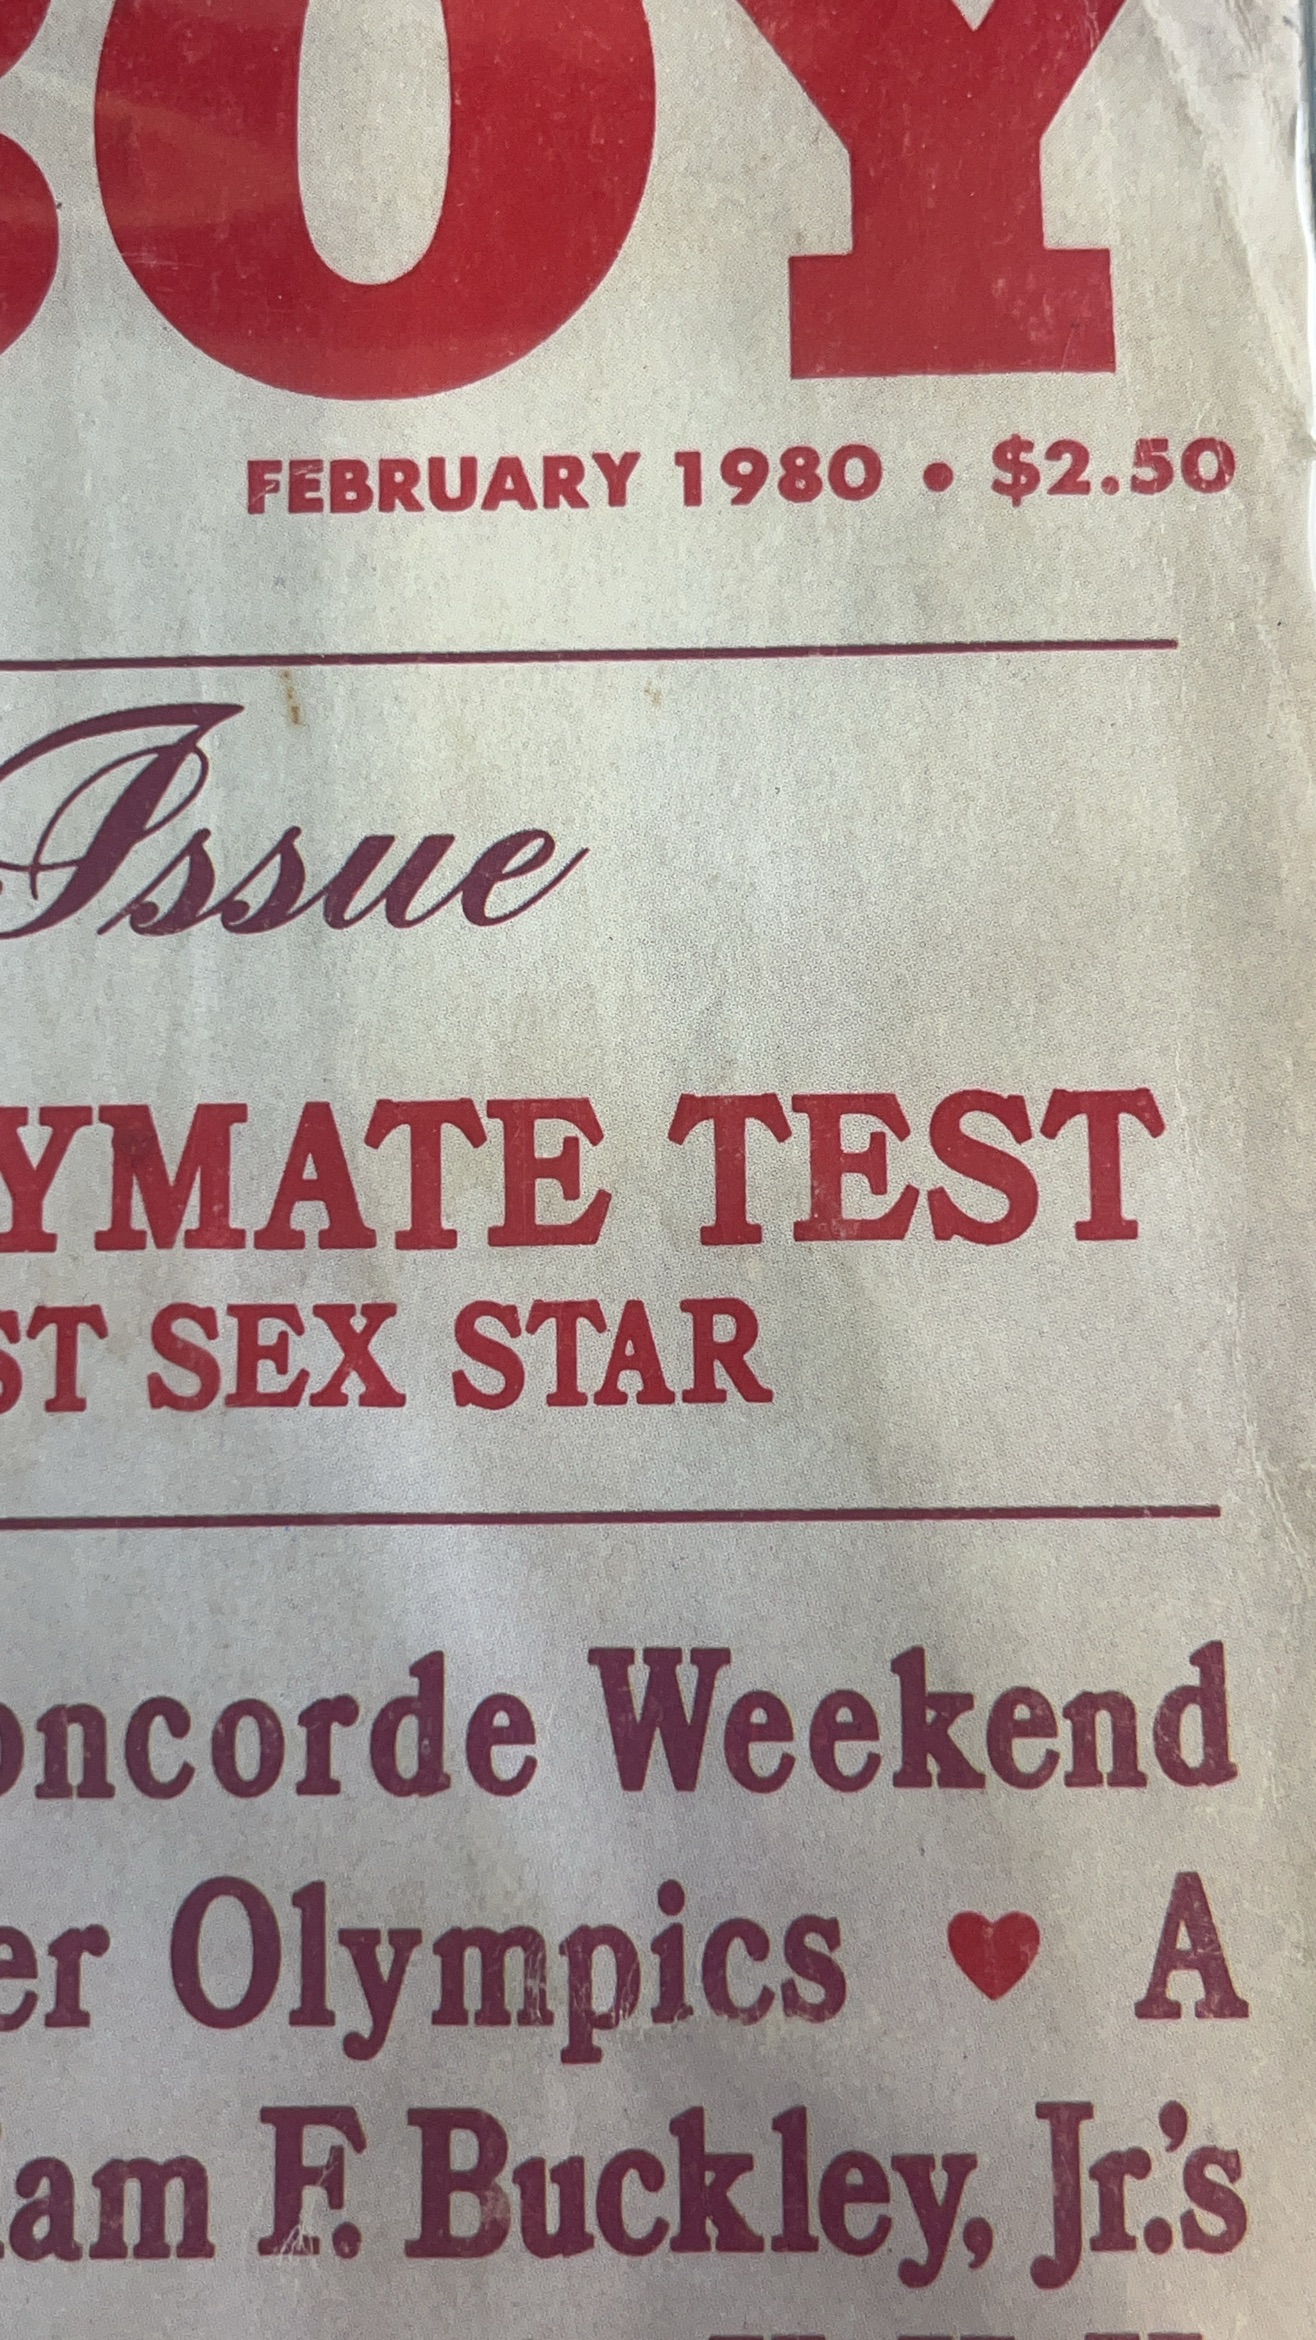 BOY
FEBRUARY 1980 • $2.50
Issue
YMATE TEST
ST SEX STAR
oncorde Weekend
er Olympics ♥ A
iam F. Buckley, Jr.'s